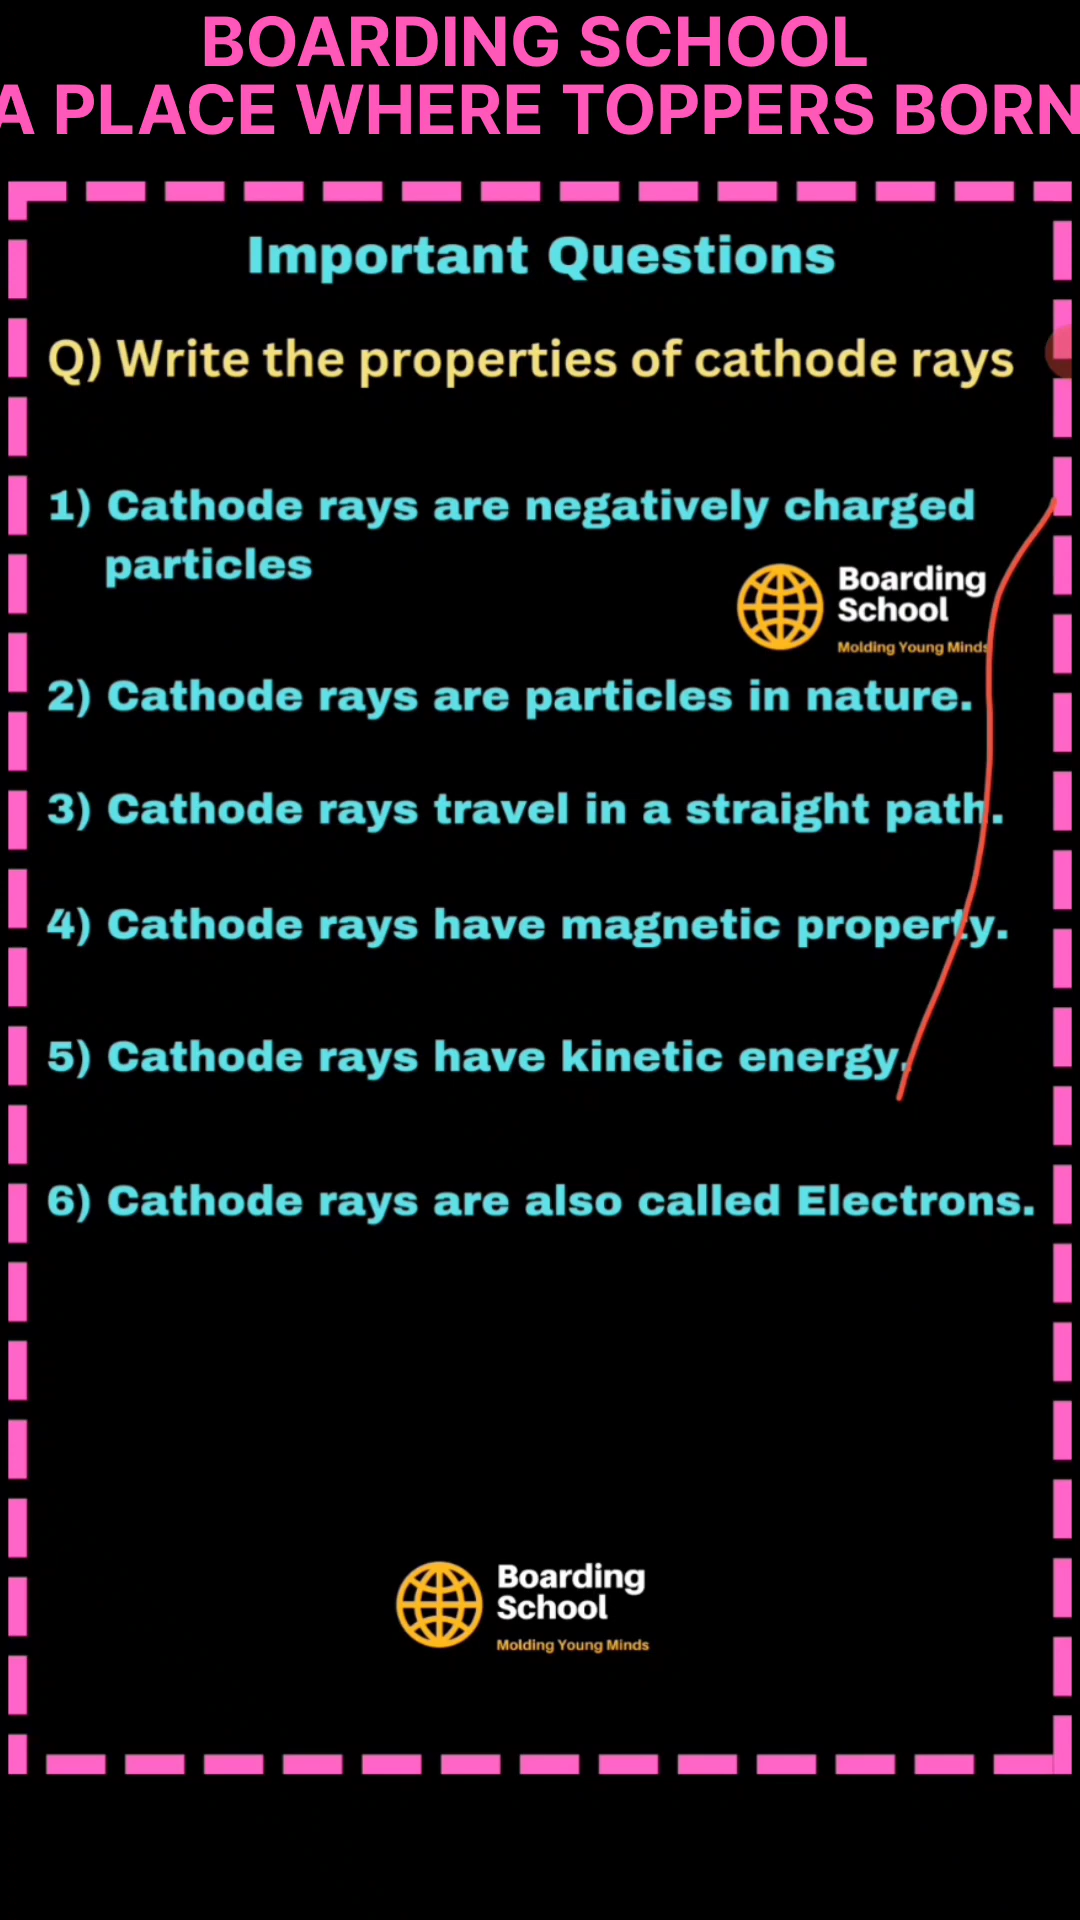 BOARDING SCHOOL
A PLACE WHERE TOPPERS BORN
Important Questions
Q) Write the properties of cathode rays
1) Cathode rays are negatively charged
particles
Boarding
School
Molding Young Minds
2) Cathode rays are particles in nature.
3) Cathode rays travel in a straight path.
4) Cathode rays have magnetic property.
5) Cathode rays have kinetic energy.
6) Cathode rays are also called Electrons.
Boarding
School
Molding Young Minds